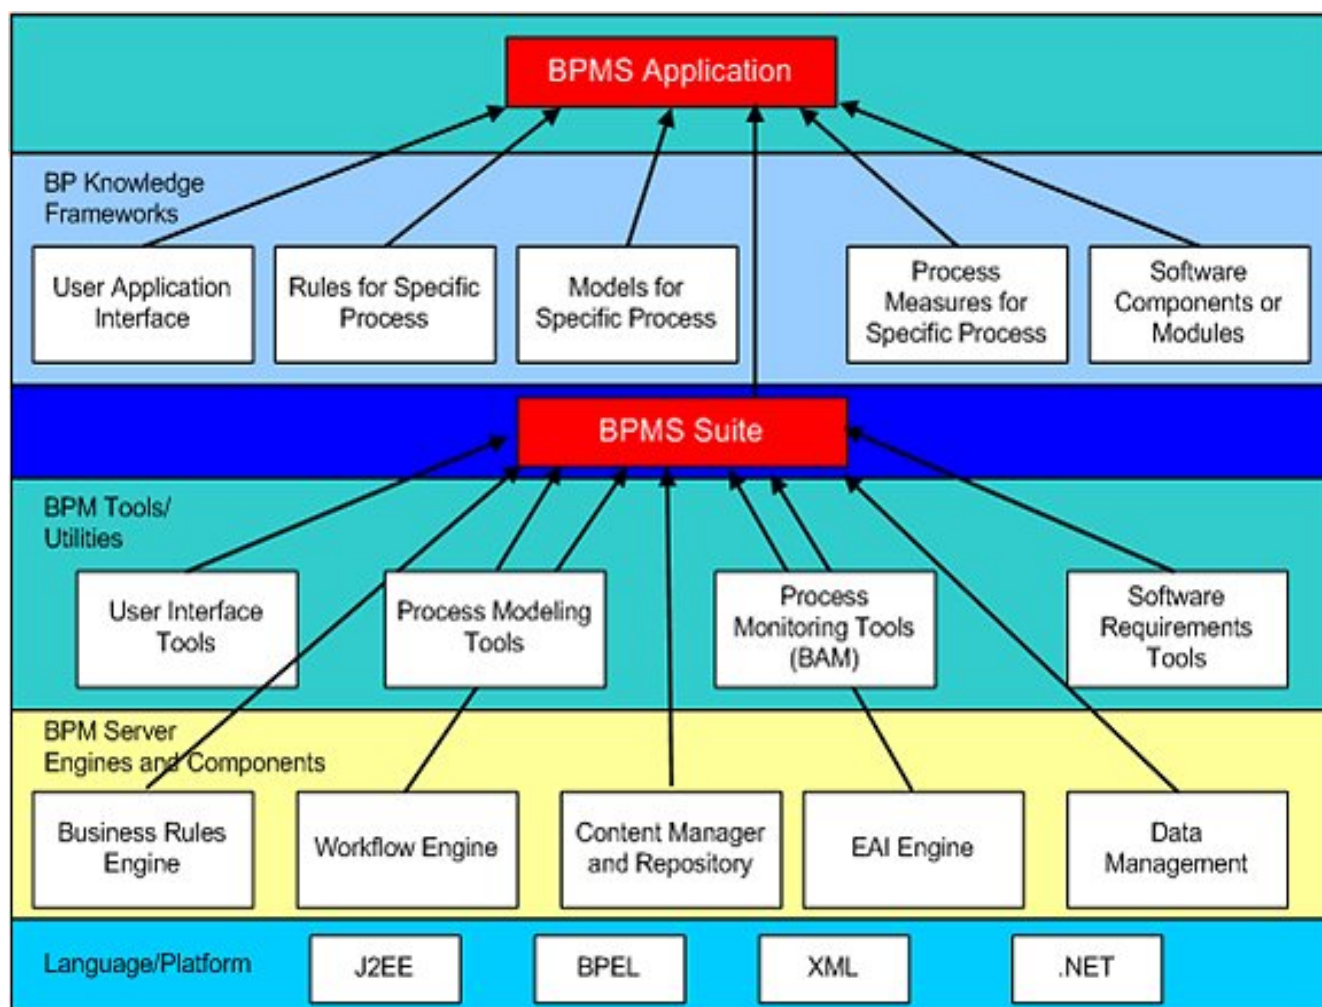 BPMS Application
BP Knowledge
Frameworks
User Application
Interface
Rules for Specific
Process
Models for
Specific Process
Process
Measures for
Specific Process
Software
Components or
Modules
BPMS Suite
BPM Tools/
Utilities
User Interface
Tools
Process Modeling
Tools
Process
Monitoring Tools
(BAM)
Software
Requirements
Tools
BPM Server
Engines and Components
Business Rules
Engine
Workflow Engine
Content Manager
and Repository
EAI Engine
Data
Management
Language/Platform
J2EE
BPEL
XML
.NET